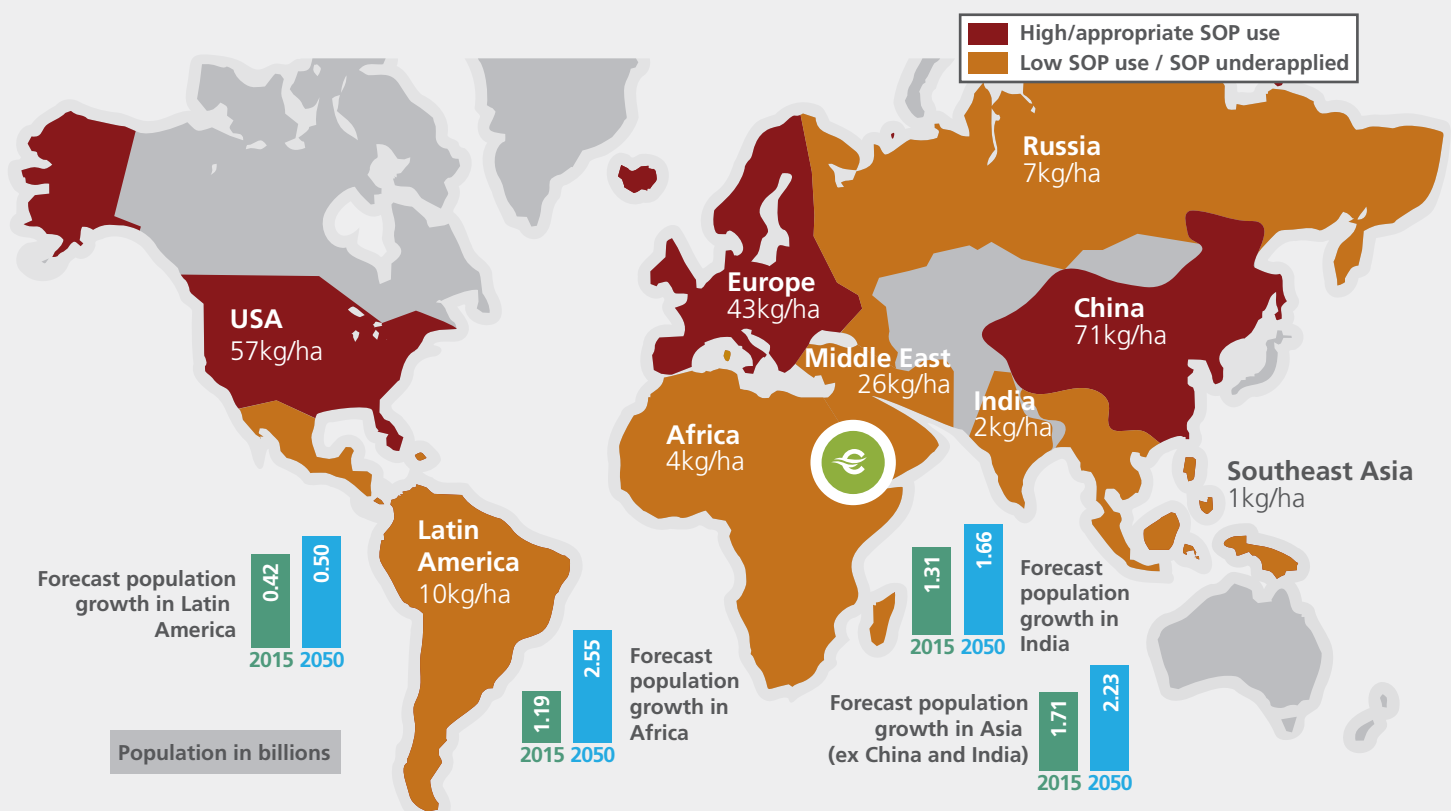 High/appropriate SOP use
Low SOP use / SOP underapplied
Russia
7kg/ha
Europe
43kg/ha
USA
57kg/ha
China
71kg/ha
Middle East
26kg/ha
India
2kg/ha
Africa
4kg/ha
Southeast Asia
1kg/ha
Latin
America
10kg/ha
Forecast population
growth in Latin
America
0.42
0.50
2015 2050
Forecast
population
growth in
India
1.31
1.66
2015 2050
Forecast
population
growth in
Africa
1.19
2.55
2015 2050
Forecast population
growth in Asia
(ex China and India)
1.71
2.23
2015 2050
Population in billions